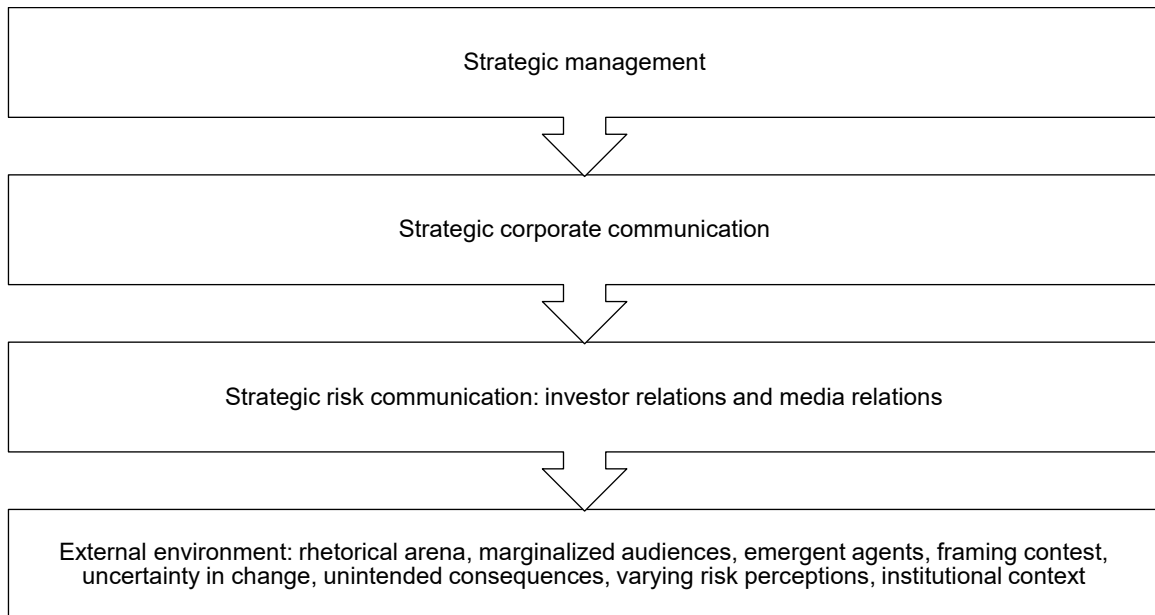 Strategic management
Strategic corporate communication
Strategic risk communication: investor relations and media relations
External environment: rhetorical arena, marginalized audiences, emergent agents, framing contest,
uncertainty in change, unintended consequences, varying risk perceptions, institutional context